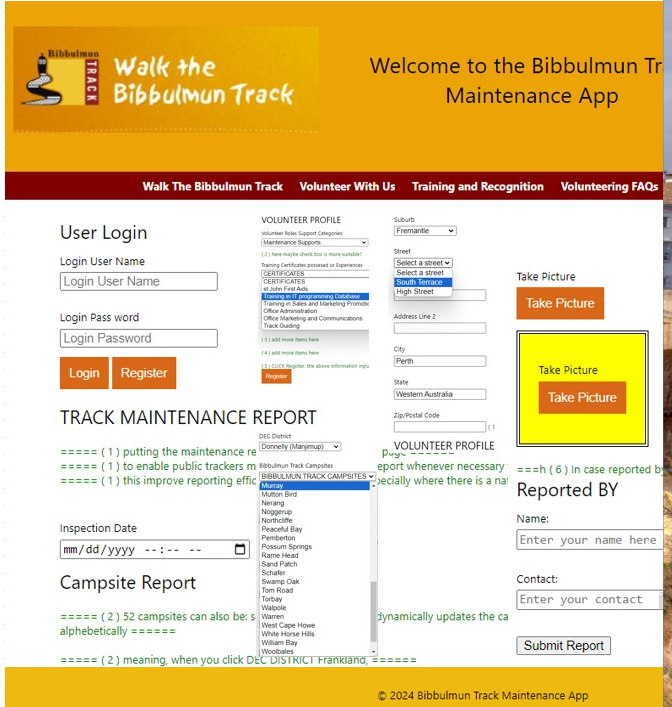 Bibbulmun
TRACK
Walk the
Bibbulmun Track
Welcome to the Bibbulmun Tra
Maintenance App
Walk The Bibbulmun Track Volunteer With Us Training and Recognition Volunteering FAQs
User Login
Login User Name
Login User Name
Login Pass word
Login Password
Login Register
VOLUNTEER PROFILE
Volunteer Roles Support Categories:
Maintenance Supports
( 2 ) here maybe check box is more suitable!
Training Certificates possesed or Experiences
CERTIFICATES
CERTIFICATES
st John First Aids
Training in IT programming Database
Training in Sales and Marketing Promotio
Office Administration
Office Marketing and Communications
Track Guiding
( 3 ) add more items here
( 4 ) add more items here
( 5 ) CLICK Register. the above information inpu
Register
Suburb
Fremantle
Street
Select a street
Select a street
South Terrace
High Street
Address Line 2
City
Perth
State
Western Australia
Zip/Postal Code
( 1
VOLUNTEER PROFILE
Take Picture
Take Picture
Take Picture
Take Picture
TRACK MAINTENANCE REPORT
===== ( 1 ) putting the maintenance re page ======
===== ( 1 ) to enable public trackers m eport whenever necessary
===== ( 1 ) this improve reporting effic pecially where there is a nat
Inspection Date
mm/dd/yyyy --:-- --
Campsite Report
===== ( 2 ) 52 campsites can also be: s dynamically updates the ca
alphebetically ======
===== ( 2 ) meaning, when you click DEC DISTRICT Frankland, ======
DEC District
Donnelly (Manjimup)
Bibbulmun Track Campsites
BIBBULMUN TRACK CAMPSITES
Murray
Mutton Bird
Nerang
Noggerup
Northcliffe
Peaceful Bay
Pemberton
Possum Springs
Rame Head
Sand Patch
Schafer
Swamp Oak
Tom Road
Torbay
Walpole
Warren
West Cape Howe
White Horse Hills
William Bay
Woolbales
===h ( 6 ) In case reported by
Reported BY
Name:
Enter your name here
Contact:
Enter your contact
Submit Report
© 2024 Bibbulmun Track Maintenance App